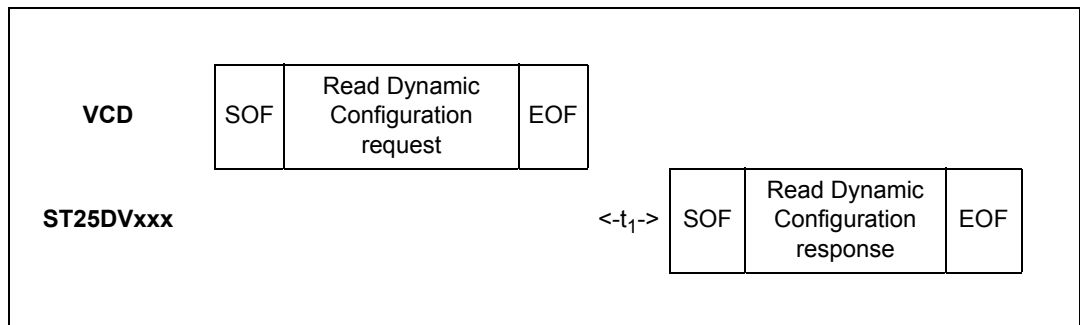 VCD
SOF
Read Dynamic
Configuration
request
EOF
ST25DVxxx
<-t1->
SOF
Read Dynamic
Configuration
response
EOF